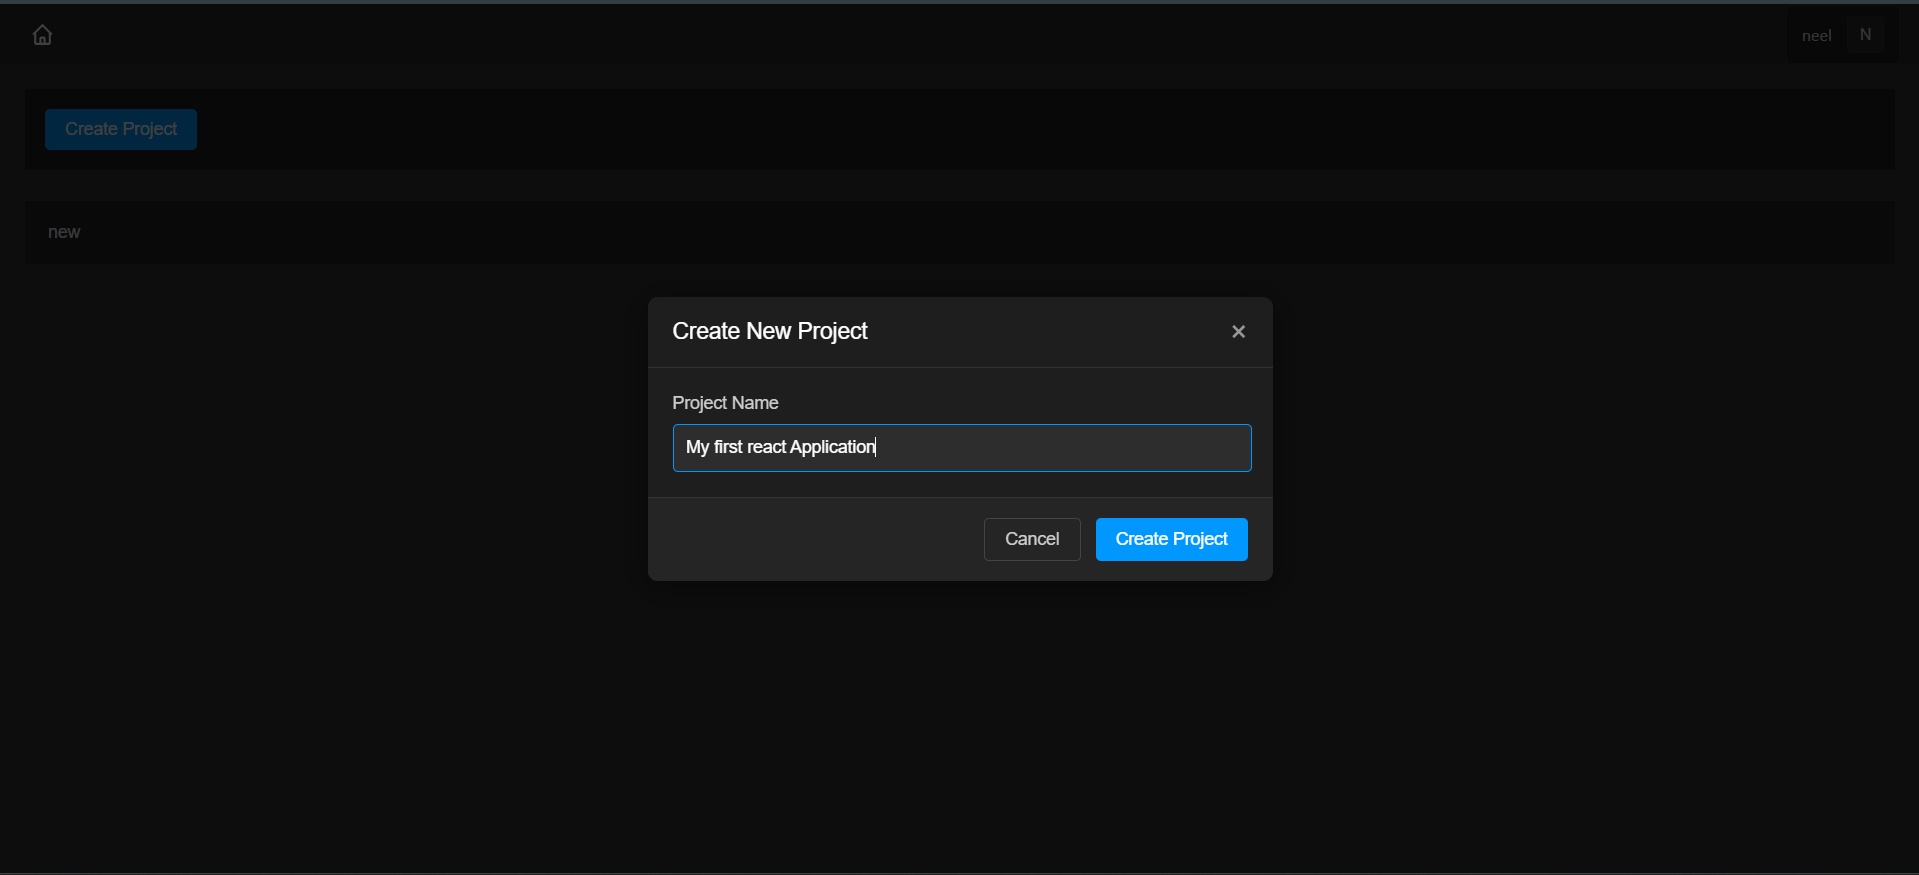 neel N
Create Project
new
Create New Project
Project Name
My first react Application
Cancel Create Project